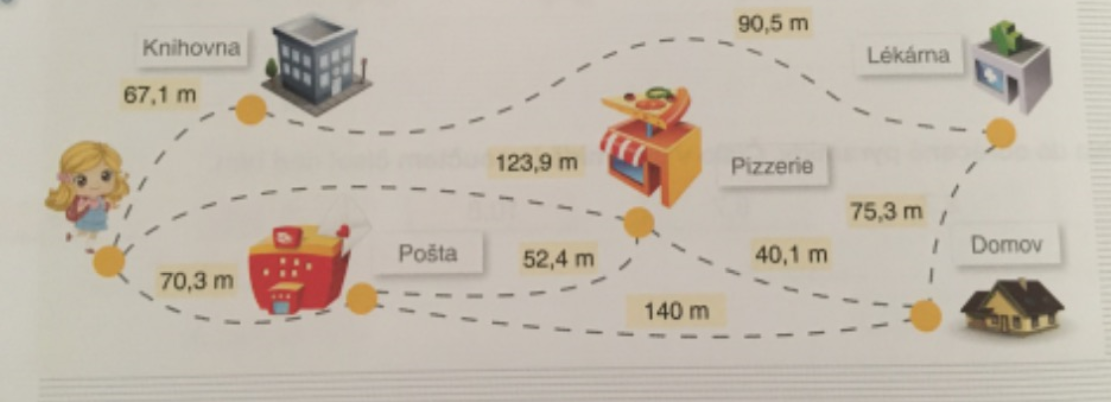 90,5 m
Knihovna
Lékárna
67,1 m
123,9 m
Pizzerie
75,3 m
Pošta
52,4 m
40,1 m
Domov
70,3 m
140 m